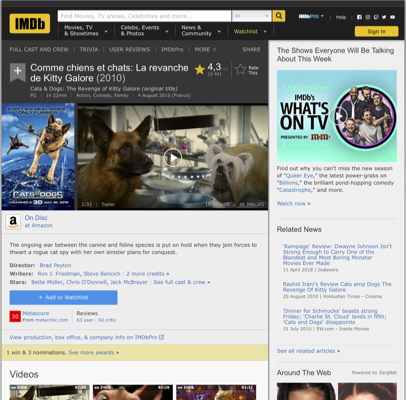 IMDb
Find Movies, TV shows, Celebrities and more...
All
IMDbPro
Help
Movies, TV
& Showtimes
Celebs, Events
& Photos
News &
Community
Watchlist
Sign in
FULL CAST AND CREW | TRIVIA | USER REVIEWS | IMDbPro | MORE
SHARE
Comme chiens et chats: La revanche
de Kitty Galore (2010)
Cats & Dogs: The Revenge of Kitty Galore (original title)
PG | 1h 22min | Action, Comedy, Family | 4 August 2010 (France)
4,3
Rate
This
CATS & DOGS
2:32 | Trailer
On Disc
at Amazon
The ongoing war between the canine and feline species is put on hold when they join forces to
thwart a rogue cat spy with her own sinister plans for conquest.
Director: Brad Peyton
Writers: Ron J. Friedman, Steve Bencich | 2 more credits »
Stars: Bette Midler, Chris O'Donnell, Jack McBrayer | See full cast & crew »
+ Add to Watchlist
30
Metascore
From metacritic.com
Reviews
63 user | 92 critic
View production, box office, & company info on IMDbPro
1 win & 3 nominations. See more awards »
Videos
The Shows Everyone Will Be Talking
About This Week
IMDb's
WHAT'S
ON TV
PRESENTED BY M&M'S
Find out why you can't miss the new season
of "Queer Eye," the latest power-grabs on
"Billions," the brilliant pond-hopping comedy
"Catastrophe," and more.
Watch now »
Related News
'Rampage' Review: Dwayne Johnson Isn't
Strong Enough to Carry One of the
Blandest and Most Boring Monster
Movies Ever Made
11 April 2018 | Indiewire
Rashid Irani's Review Cats amp Dogs The
Revenge Of Kitty Galore
20 August 2010 | Hindustan Times - Cinema
'Dinner for Schmucks' boasts strong
Friday; 'Charlie St. Cloud' lands in fifth;
'Cats and Dogs' disappoints
31 July 2010 | EW.com - Inside Movies
See all related articles »
Around The Web | Powered by ZergNet